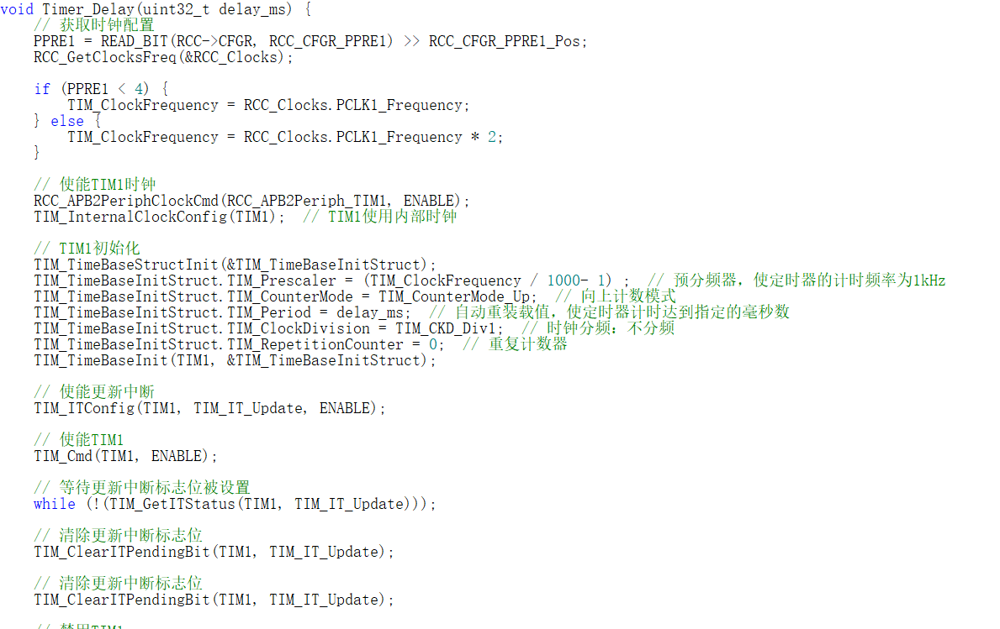 void Timer_Delay(uint32_t delay_ms) {
// 获取时钟配置
PPRE1 = READ_BIT(RCC->CFGR, RCC_CFGR_PPRE1) >> RCC_CFGR_PPRE1_Pos;
RCC_GetClocksFreq(&RCC_Clocks);
if (PPRE1 < 4) {
TIM_ClockFrequency = RCC_Clocks.PCLK1_Frequency;
} else {
TIM_ClockFrequency = RCC_Clocks.PCLK1_Frequency * 2;
}
// 使能TIM1时钟
RCC_APB2PeriphClockCmd(RCC_APB2Periph_TIM1, ENABLE);
TIM_InternalClockConfig(TIM1);  // TIM1使用内部时钟
// TIM1初始化
TIM_TimeBaseStructInit(&TIM_TimeBaseInitStruct);
TIM_TimeBaseInitStruct.TIM_Prescaler = (TIM_ClockFrequency / 1000- 1) ;  // 预分频器，使定时器的计时频率为1kHz
TIM_TimeBaseInitStruct.TIM_CounterMode = TIM_CounterMode_Up;  // 向上计数模式
TIM_TimeBaseInitStruct.TIM_Period = delay_ms;  // 自动重装载值，使定时器计时达到指定的毫秒数
TIM_TimeBaseInitStruct.TIM_ClockDivision = TIM_CKD_Div1;  // 时钟分频：不分频
TIM_TimeBaseInitStruct.TIM_RepetitionCounter = 0;  // 重复计数器
TIM_TimeBaseInit(TIM1, &TIM_TimeBaseInitStruct);
// 使能更新中断
TIM_ITConfig(TIM1, TIM_IT_Update, ENABLE);
// 使能TIM1
TIM_Cmd(TIM1, ENABLE);
// 等待更新中断标志位被设置
while (!(TIM_GetITStatus(TIM1, TIM_IT_Update)));
// 清除更新中断标志位
TIM_ClearITPendingBit(TIM1, TIM_IT_Update);
// 清除更新中断标志位
TIM_ClearITPendingBit(TIM1, TIM_IT_Update);
// 禁用TIM1